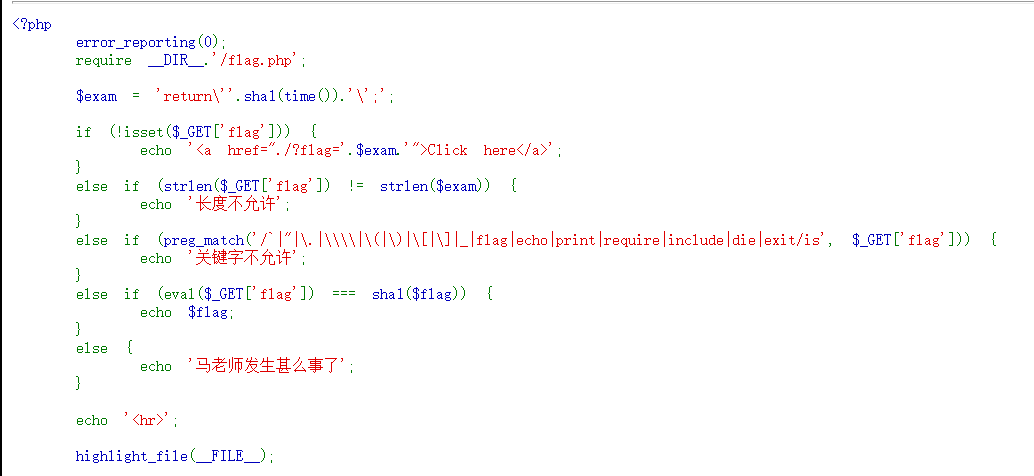 <?php
error_reporting(0);
require __DIR__.'/flag.php';
$exam = 'return\''.sha1(time()).'\';';
if (!isset($_GET['flag'])) {
echo '<a href="./?flag='.$exam.'">Click here</a>';
}
else if (strlen($_GET['flag']) != strlen($exam)) {
echo '长度不允许';
}
else if (preg_match('/`|"|\.|\\\\|\(|\)|\[|\]|_|flag|echo|print|require|include|die|exit/is', $_GET['flag'])) {
echo '关键字不允许';
}
else if (eval($_GET['flag']) === sha1($flag)) {
echo $flag;
}
else {
echo '马老师发生甚么事了';
}
echo '<hr>';
highlight_file(__FILE__);